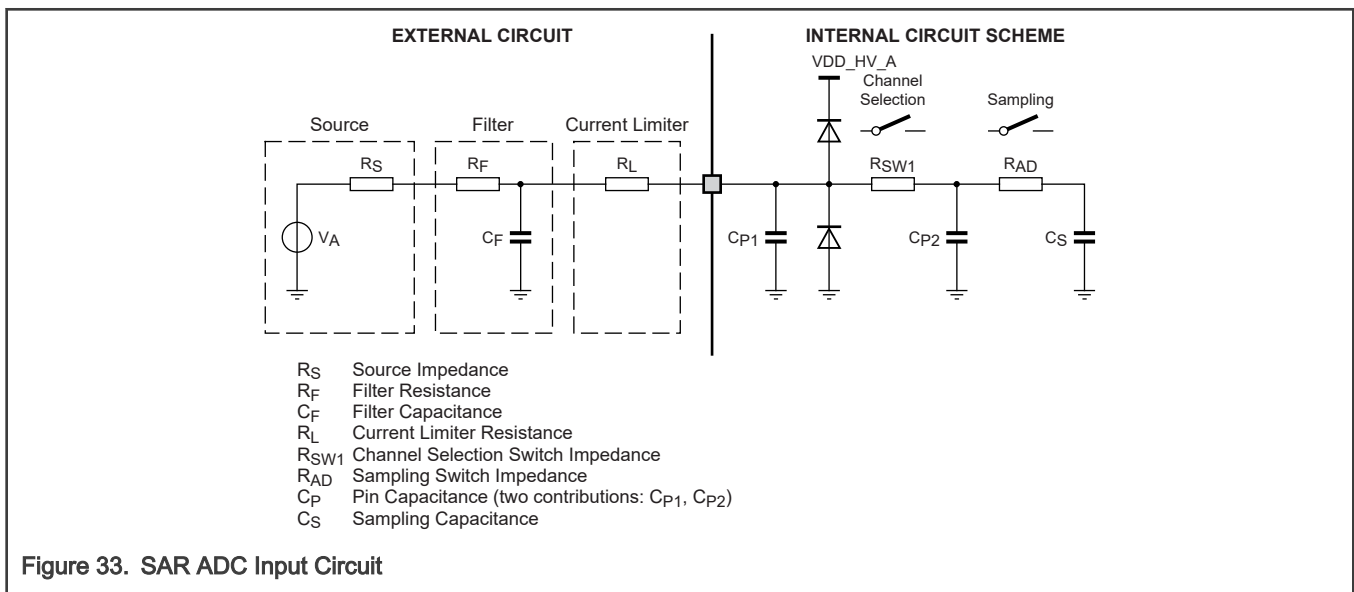 EXTERNAL CIRCUIT
INTERNAL CIRCUIT SCHEME
VDD_HV_A
Channel
Selection
Sampling
Source
Filter
Current Limiter
RS
RF
RL
RSW1
RAD
VA
CF
CP1
CP2
CS
RS Source Impedance
RF Filter Resistance
CF Filter Capacitance
RL Current Limiter Resistance
RSW1 Channel Selection Switch Impedance
RAD Sampling Switch Impedance
CP Pin Capacitance (two contributions: CP1, CP2)
CS Sampling Capacitance
Figure 33. SAR ADC Input Circuit